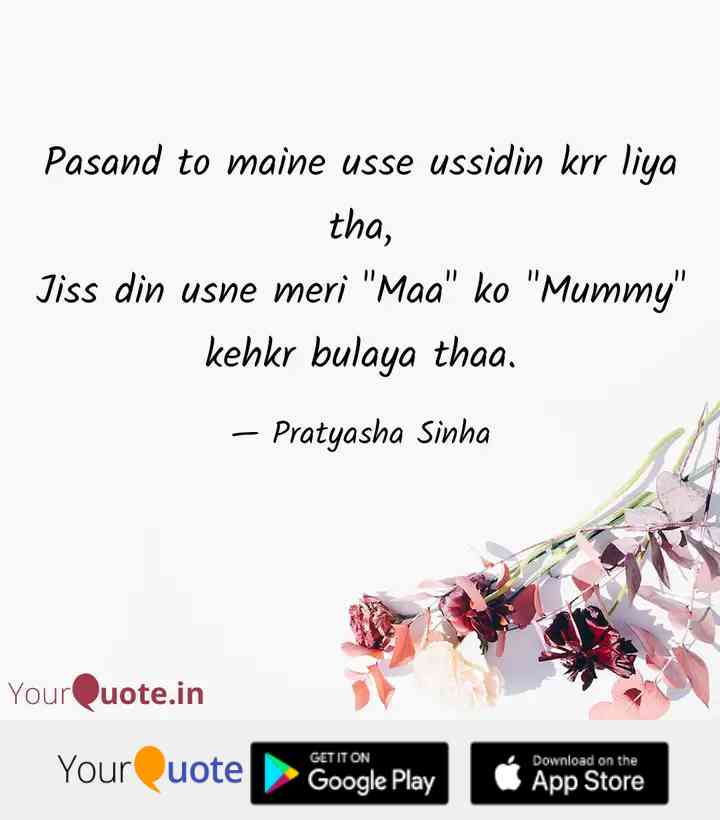 Pasand to maine usse ussidin krr liya
tha,
Jiss din usne meri "Maa" ko "Mummy"
kehkr bulaya thaa.
— Pratyasha Sinha
YourQuote.in
YourQuote
GET IT ON
Google Play
Download on the
App Store